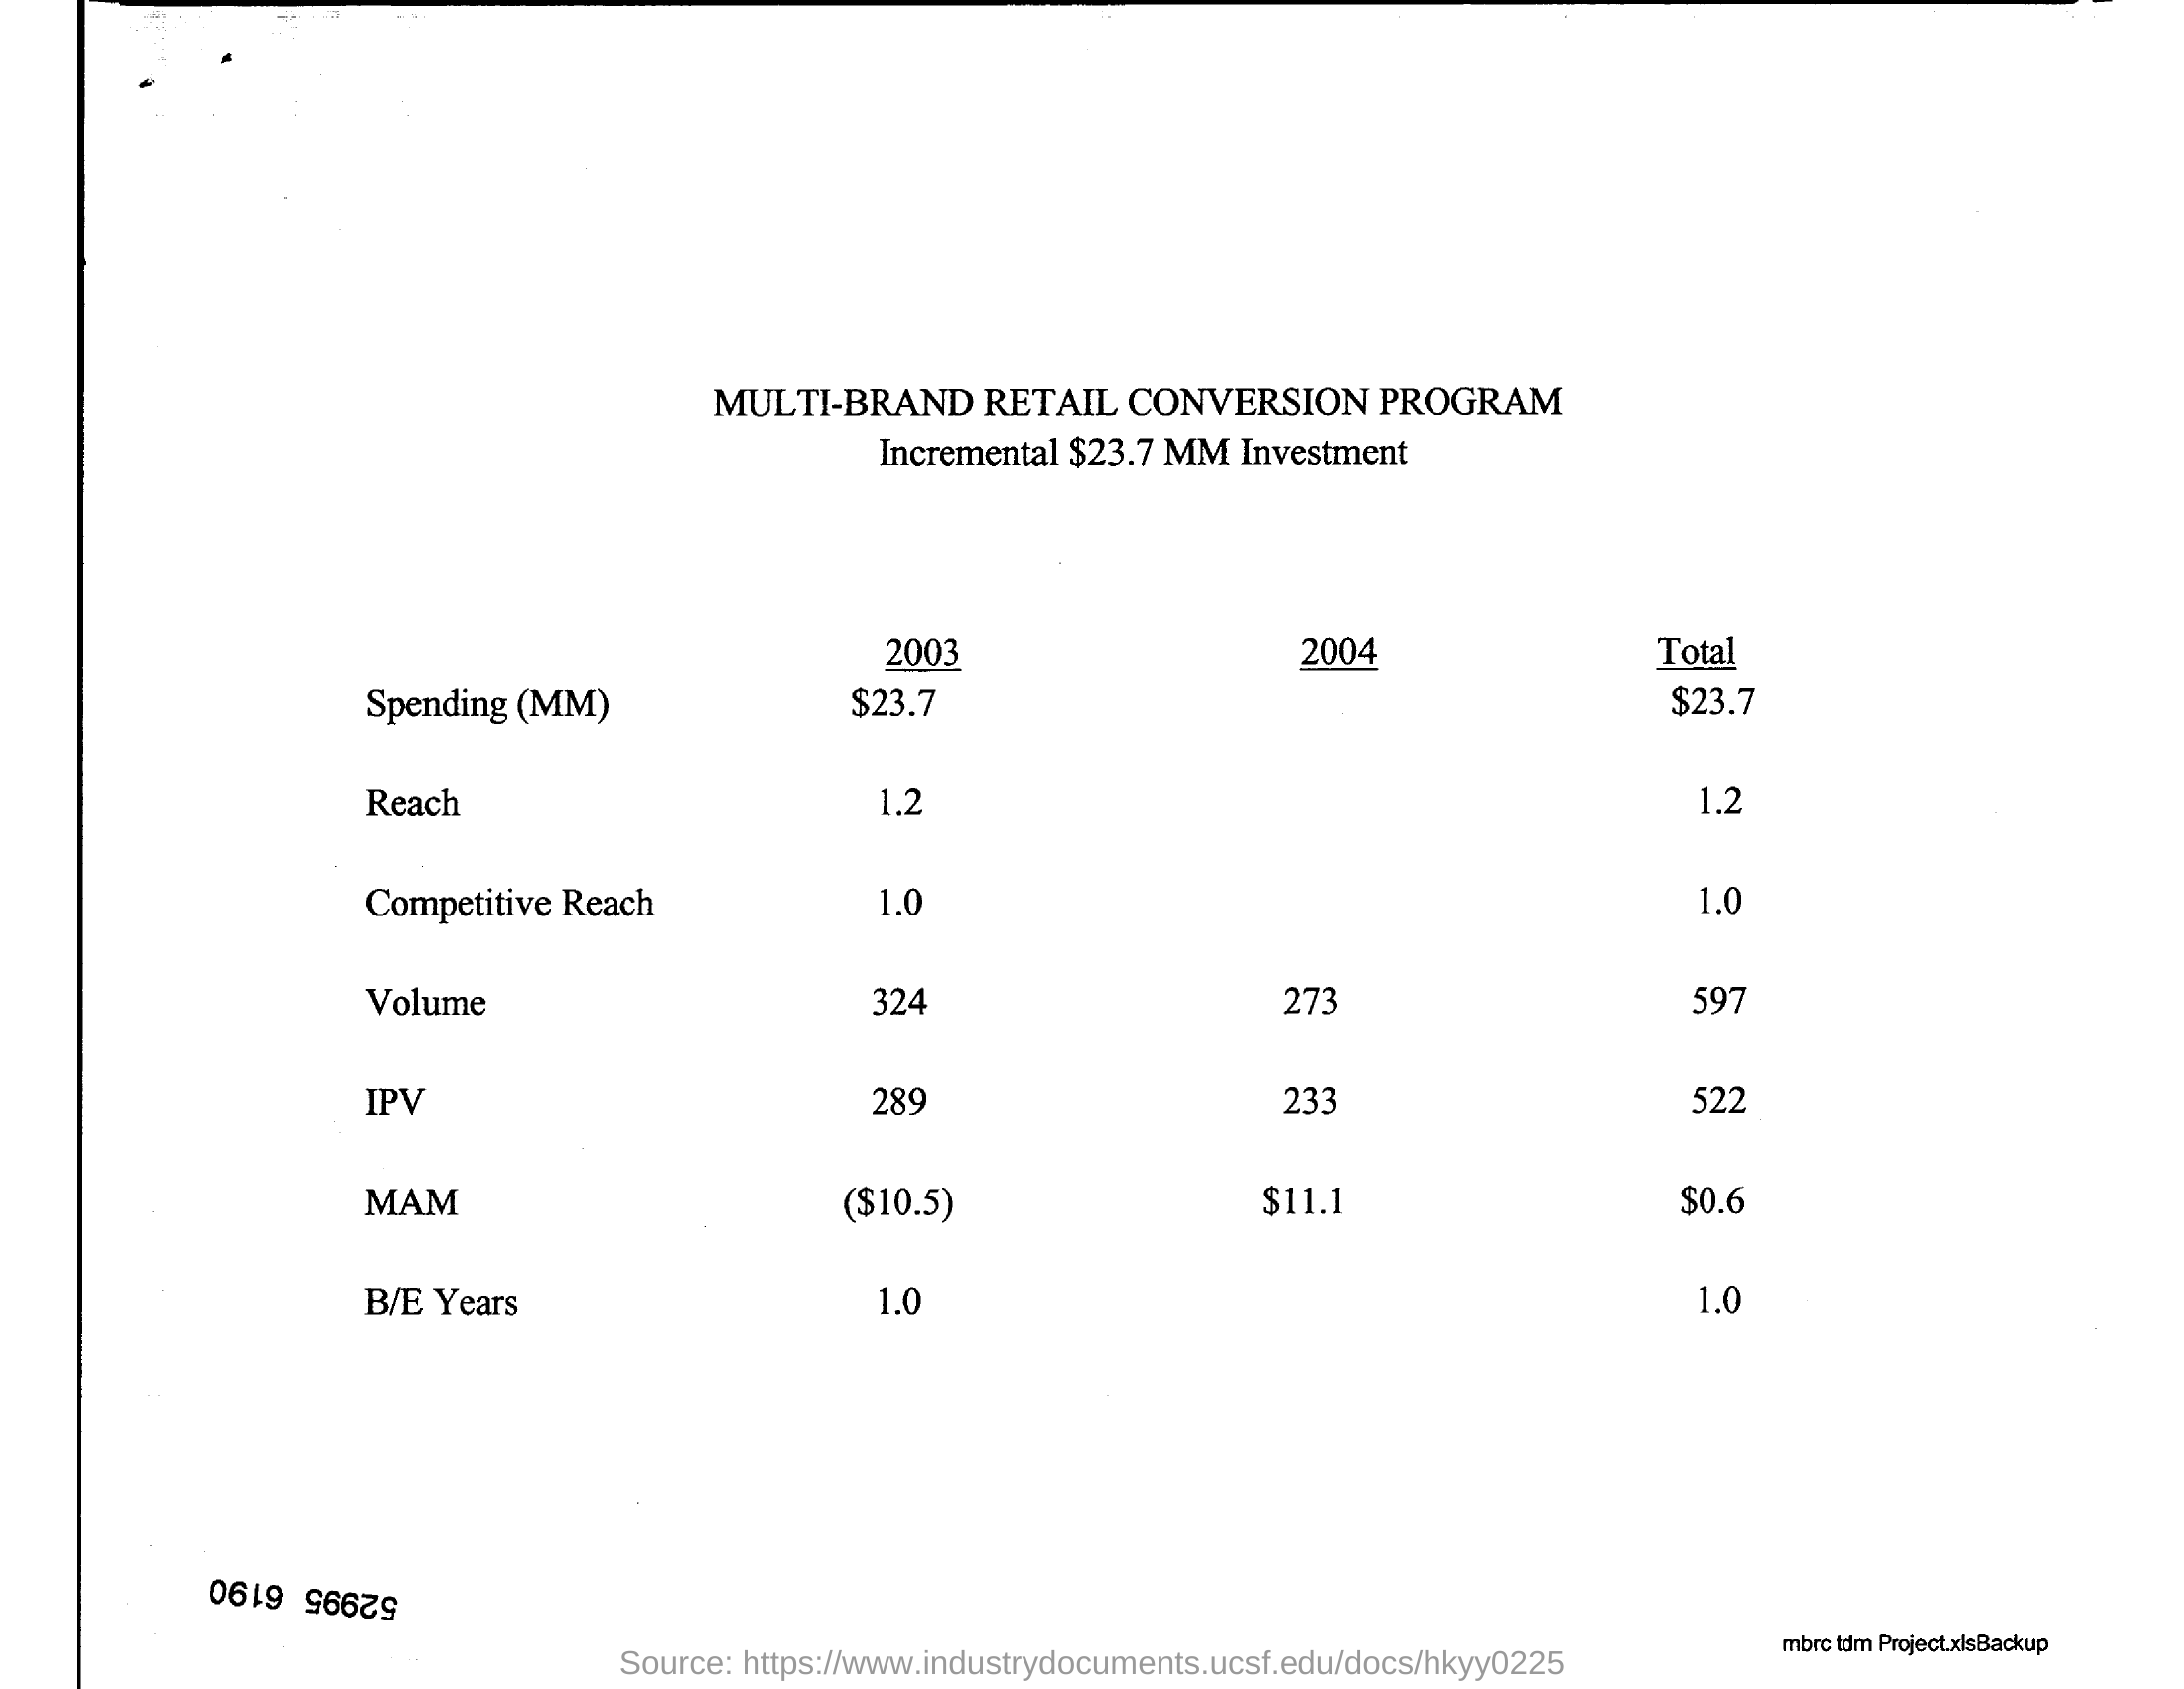 MULTI-BRAND RETAIL CONVERSION PROGRAM
Incremental $23.7 MM Investment
2003 2004 Total
Spending (MM) $23.7 $23.7
Reach 1.2 1.2
Competitive Reach 1.0 1.0
Volume 324 273 597
IPV 289 233 522
MAM ($10.5) $11.1 $0.6
B/E Years 1.0 1.0
52995 6190
mbrc tdm Project.xlsBackup
Source: https://www.industrydocuments.ucsf.edu/docs/hkyy0225